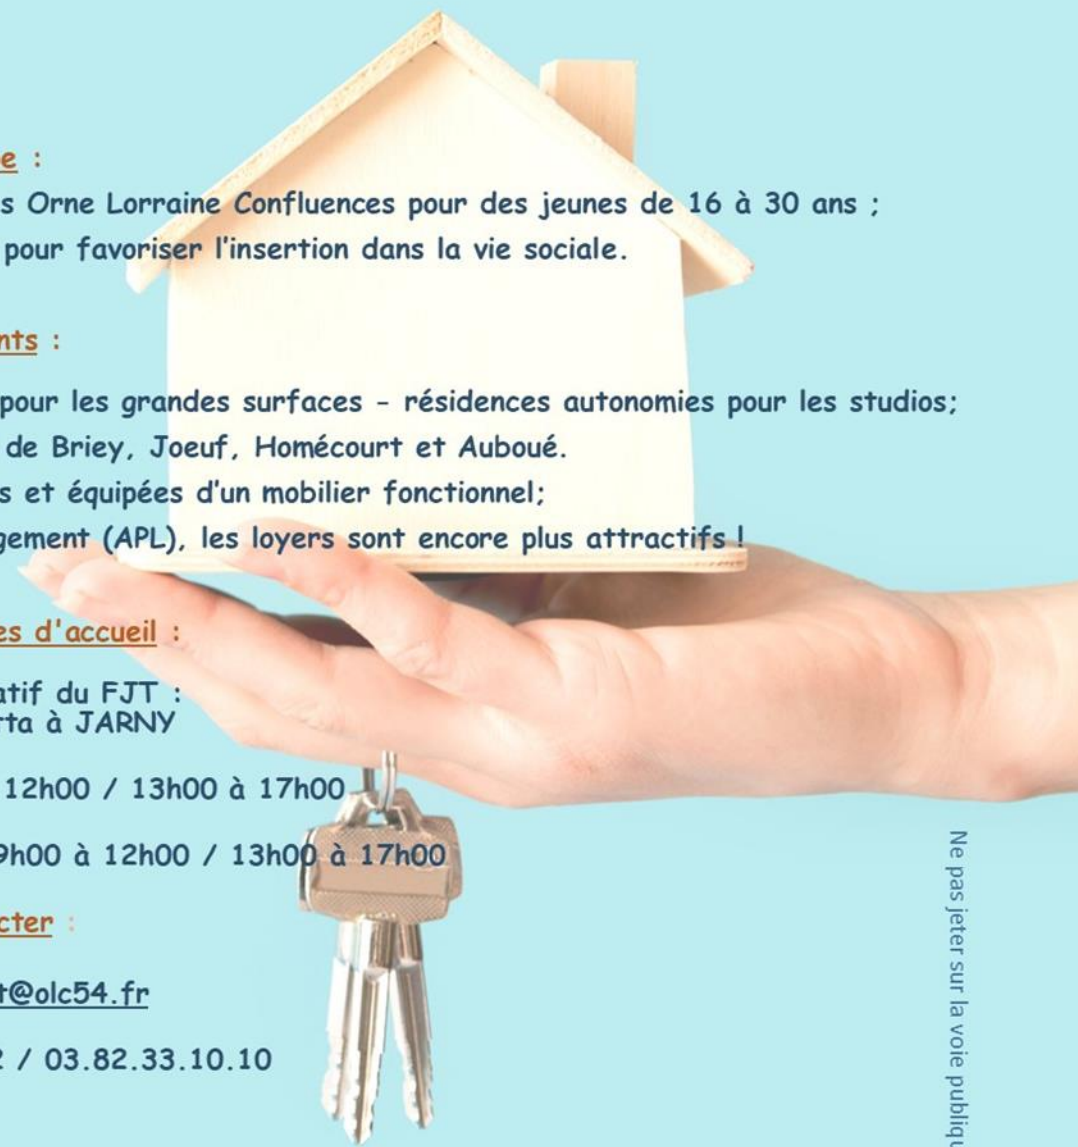 e :
s Orne Lorraine Confluences pour des jeunes de 16 à 30 ans ;
pour favoriser l'insertion dans la vie sociale.
nts :
pour les grandes surfaces - résidences autonomies pour les studios;
de Briey, Joeuf, Homécourt et Auboué.
s et équipées d'un mobilier fonctionnel;
gement (APL), les loyers sont encore plus attractifs !
es d'accueil :
atif du FJT :
rta à JARNY
12h00 / 13h00 à 17h00
9h00 à 12h00 / 13h00 à 17h00
cter :
t@olc54.fr
2 / 03.82.33.10.10
Ne pas jeter sur la voie publiqu